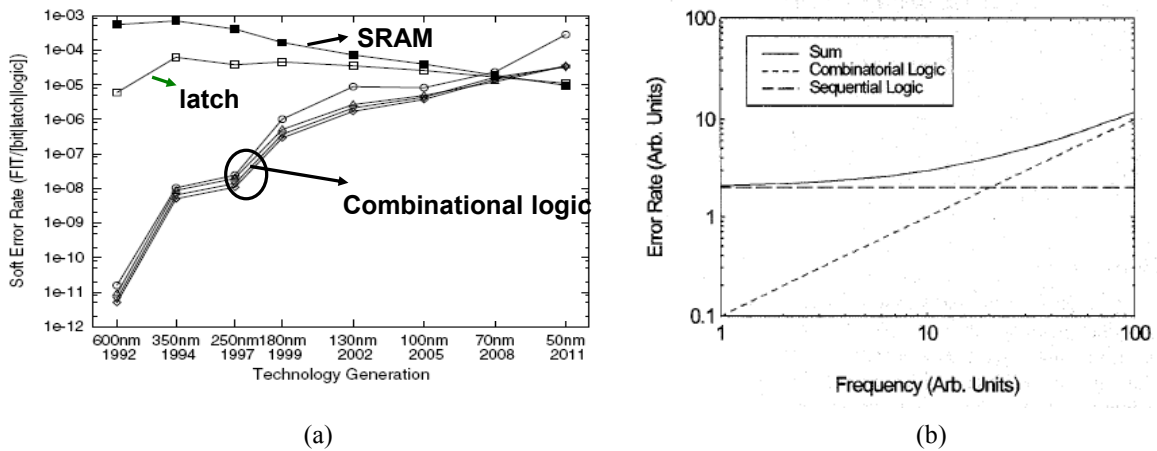 1e-03
1e-04
1e-05
1e-06
1e-07
1e-08
1e-09
1e-10
1e-11
1e-12
Soft Error Rate (FIT/[bit|latch|logic])
SRAM
latch
Combinational logic
600nm 350nm 250nm 180nm 130nm 100nm 70nm 50nm
1992 1994 1997 1999 2002 2005 2008 2011
Technology Generation
(a)
100
10
1
0.1
Error Rate (Arb. Units)
Sum
Combinatorial Logic
Sequential Logic
1 10 100
Frequency (Arb. Units)
(b)